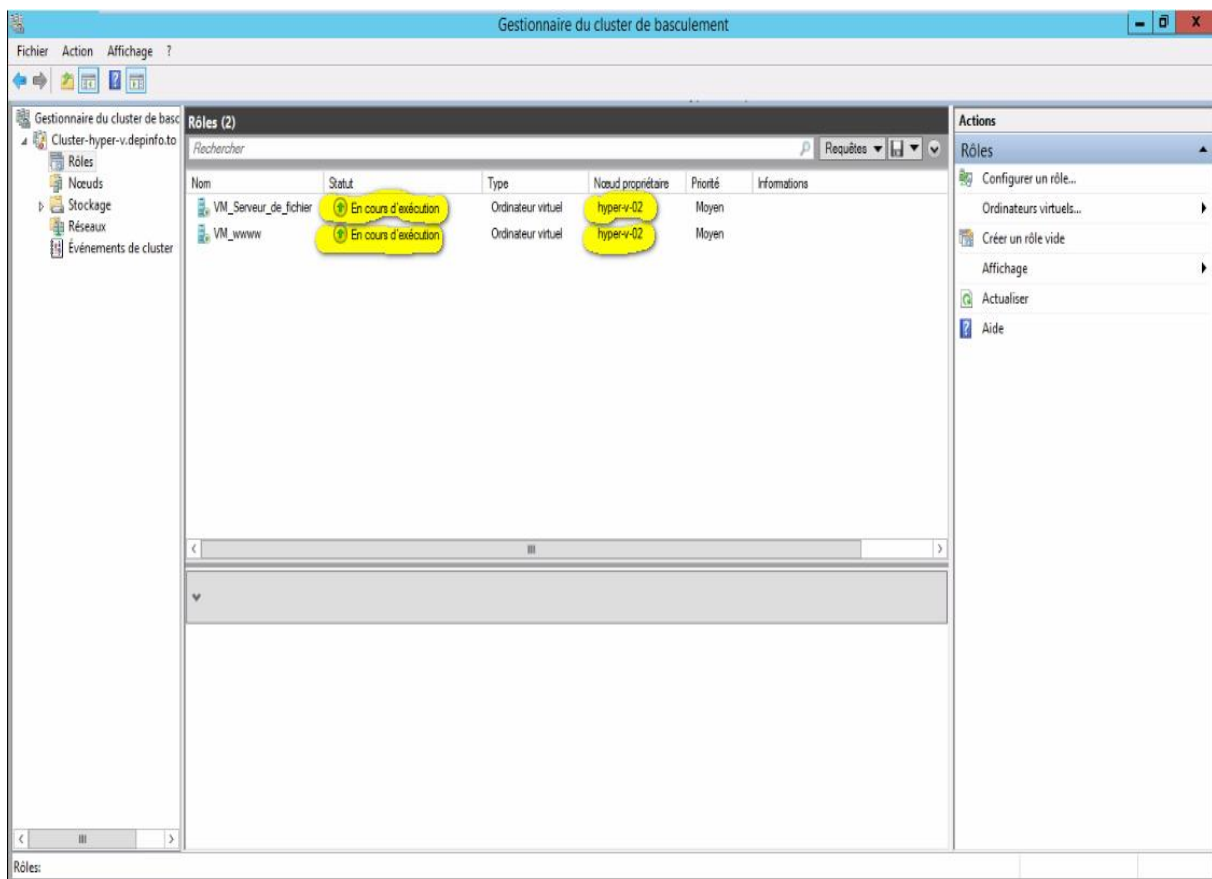 Gestionnaire du cluster de basculement
Fichier Action Affichage ?
Gestionnaire du cluster de basc
Cluster-hyper-v.depinfo.to
Rôles
Nœuds
Stockage
Réseaux
Événements de cluster
Rôles (2)
Rechercher
Requêtes
Nom Statut Type Nœud propriétaire Priorité Informations
VM_Serveur_de_fichier En cours d'exécution Ordinateur virtuel hyper-v-02 Moyen
VM_wwww En cours d'exécution Ordinateur virtuel hyper-v-02 Moyen
Actions
Rôles
Configurer un rôle...
Ordinateurs virtuels...
Créer un rôle vide
Affichage
Actualiser
Aide
Rôles: